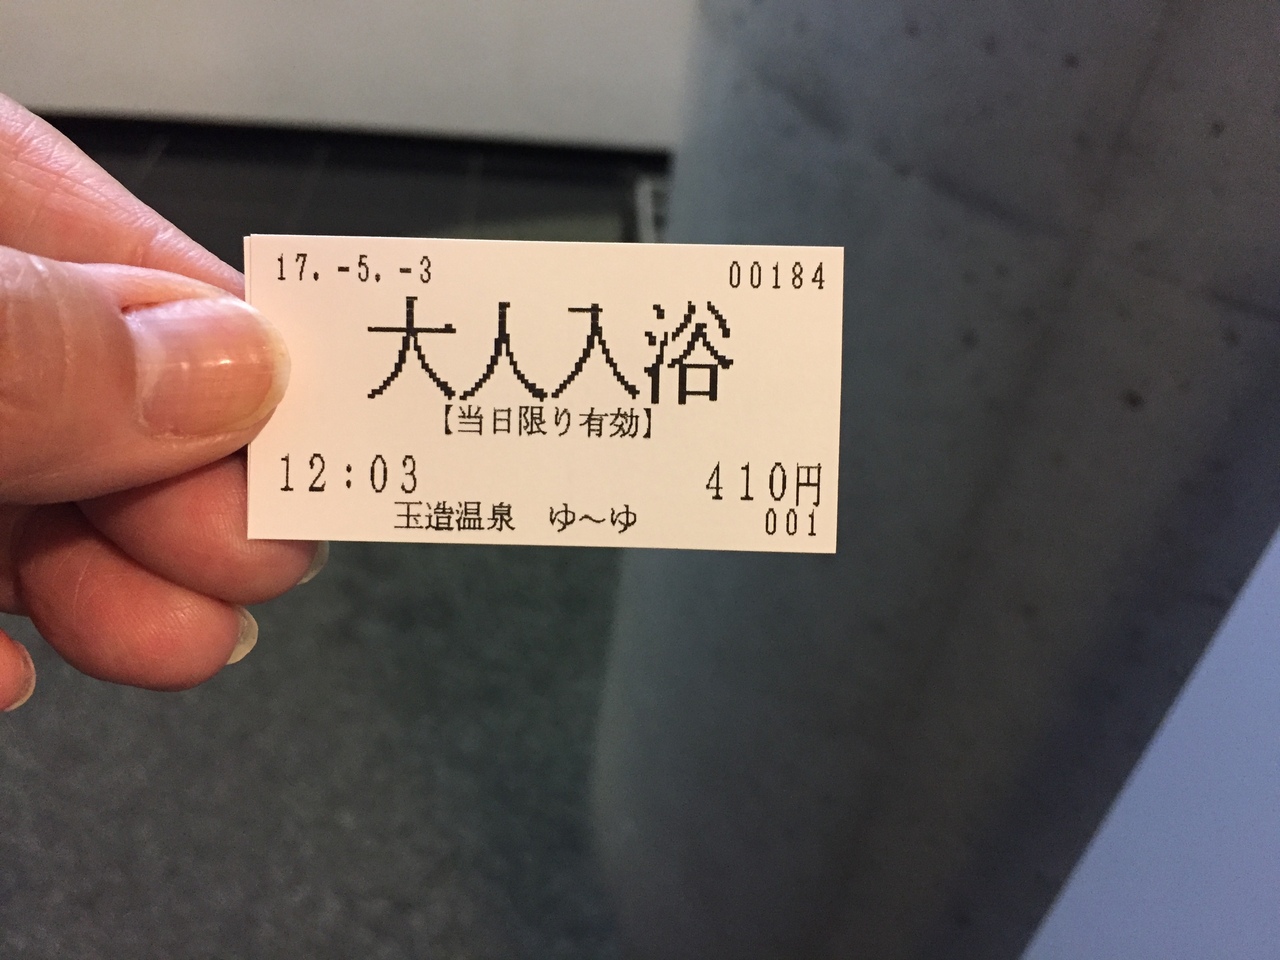 17.-5.-3 00184
大人入浴
【当日限り有効】
12:03 410円
玉造温泉　ゆ～ゆ 001